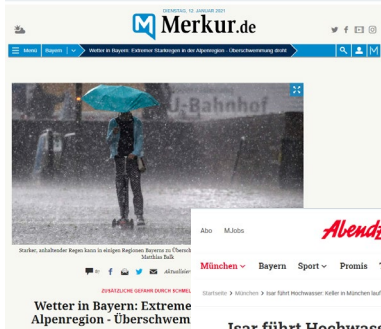 DIENSTAG, 12. JANUAR 2021
Merkur.de
Menü Bayern Wetter in Bayern: Extremer Starkregen in der Alpenregion - Überschwemmung droht
U-Bahnhof
Starker, anhaltender Regen kann in einigen Regionen Bayerns zu Übersch
Matthias Balk
Aktualisier
ZUSÄTZLICHE GEFAHR DURCH SCHMEL
Wetter in Bayern: Extreme
Alpenregion - Überschwem
Abo MJobs
Abendz
München Bayern Sport Promis
Startseite > München > Isar führt Hochwasser: Keller in München lauf
Isar führt Hochwass